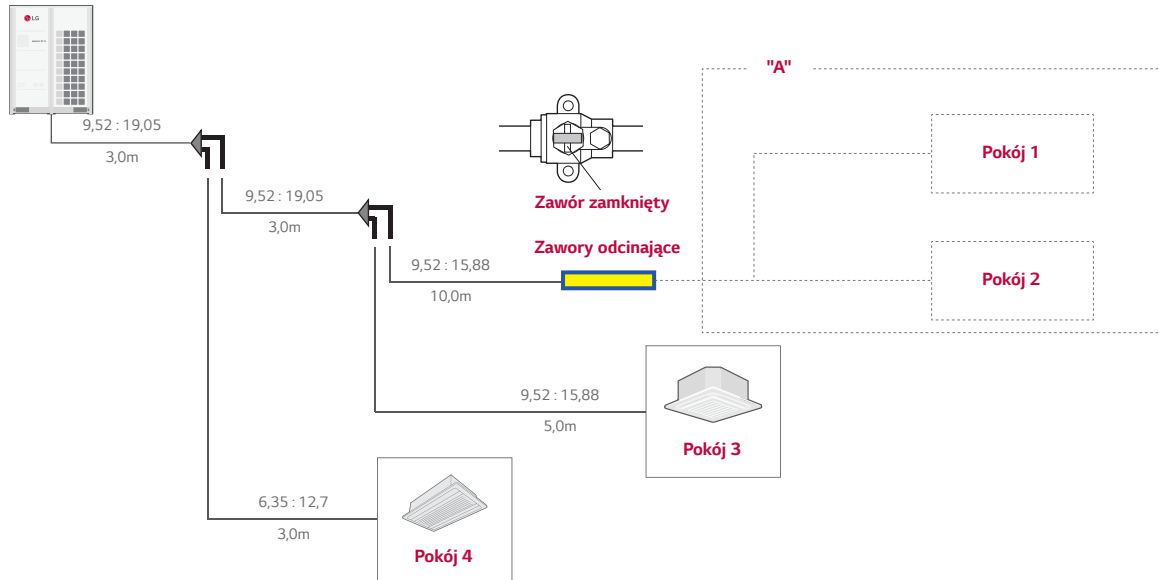 LG
"A"
9,52 : 19,05
3,0m
Pokój 1
9,52 : 19,05
3,0m
Zawór zamknięty
Zawory odcinające
9,52 : 15,88
10,0m
Pokój 2
9,52 : 15,88
5,0m
Pokój 3
6,35 : 12,7
3,0m
Pokój 4